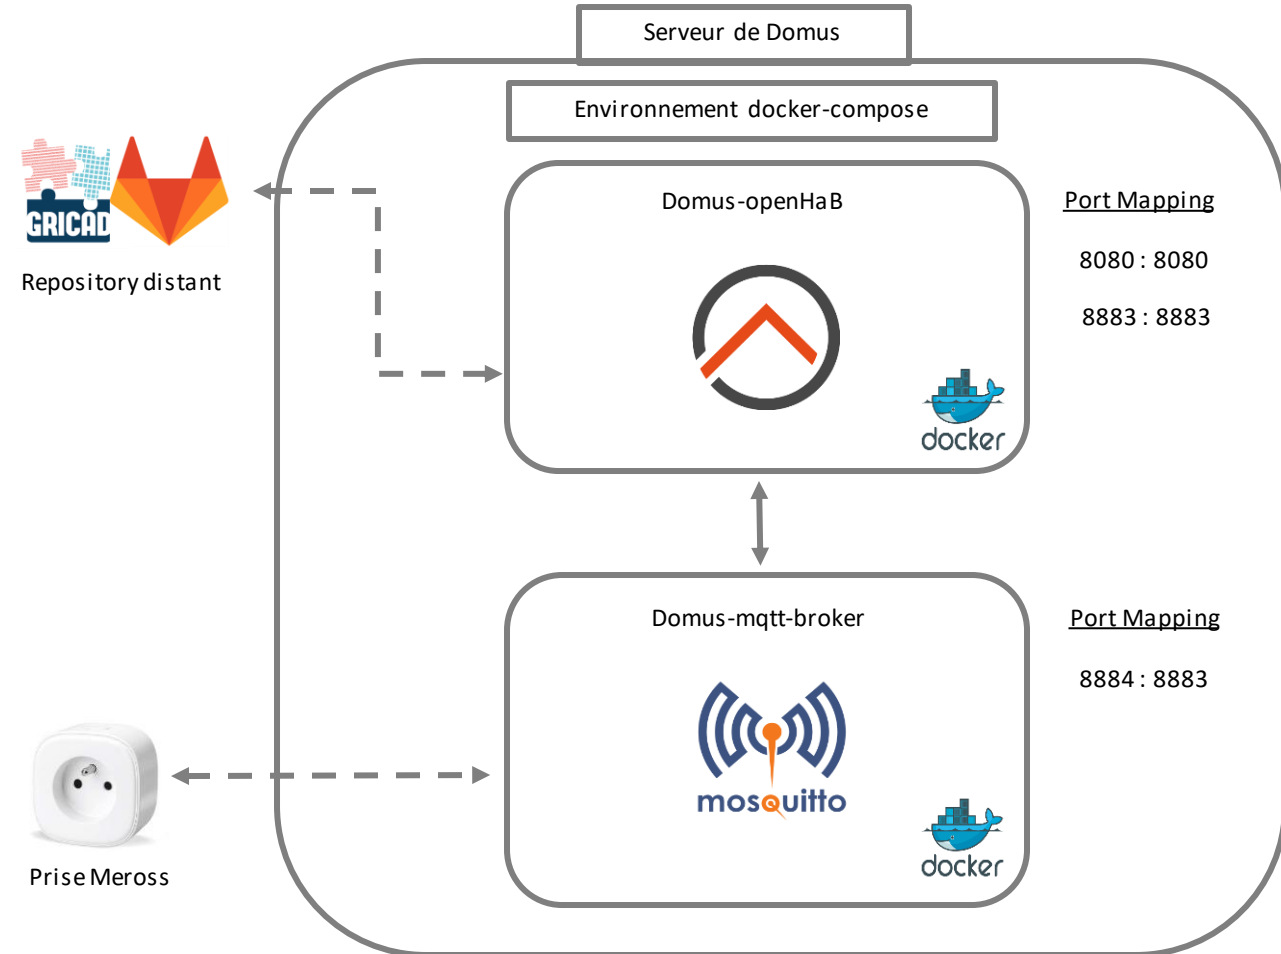 Serveur de Domus
Environnement docker-compose
Domus-openHaB
Port Mapping
8080 : 8080
8883 : 8883
GRICAD
Repository distant
docker
Domus-mqtt-broker
Port Mapping
8884 : 8883
mosquitto
docker
Prise Meross